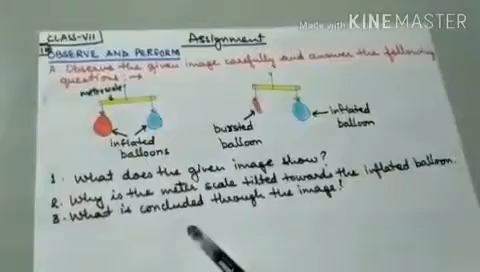 CLASS-VII
Assignment
Made with KINEMASTER
OBSERVE AND PERFORM
A. Observe the given image carefully and answer the following
questions :→
meterscale
inflated
balloons
bursted
balloon
inflated
balloon
1. What does the given image show?
2. Why is the meter scale tilted towards the inflated balloon.
3. What is concluded through the image?